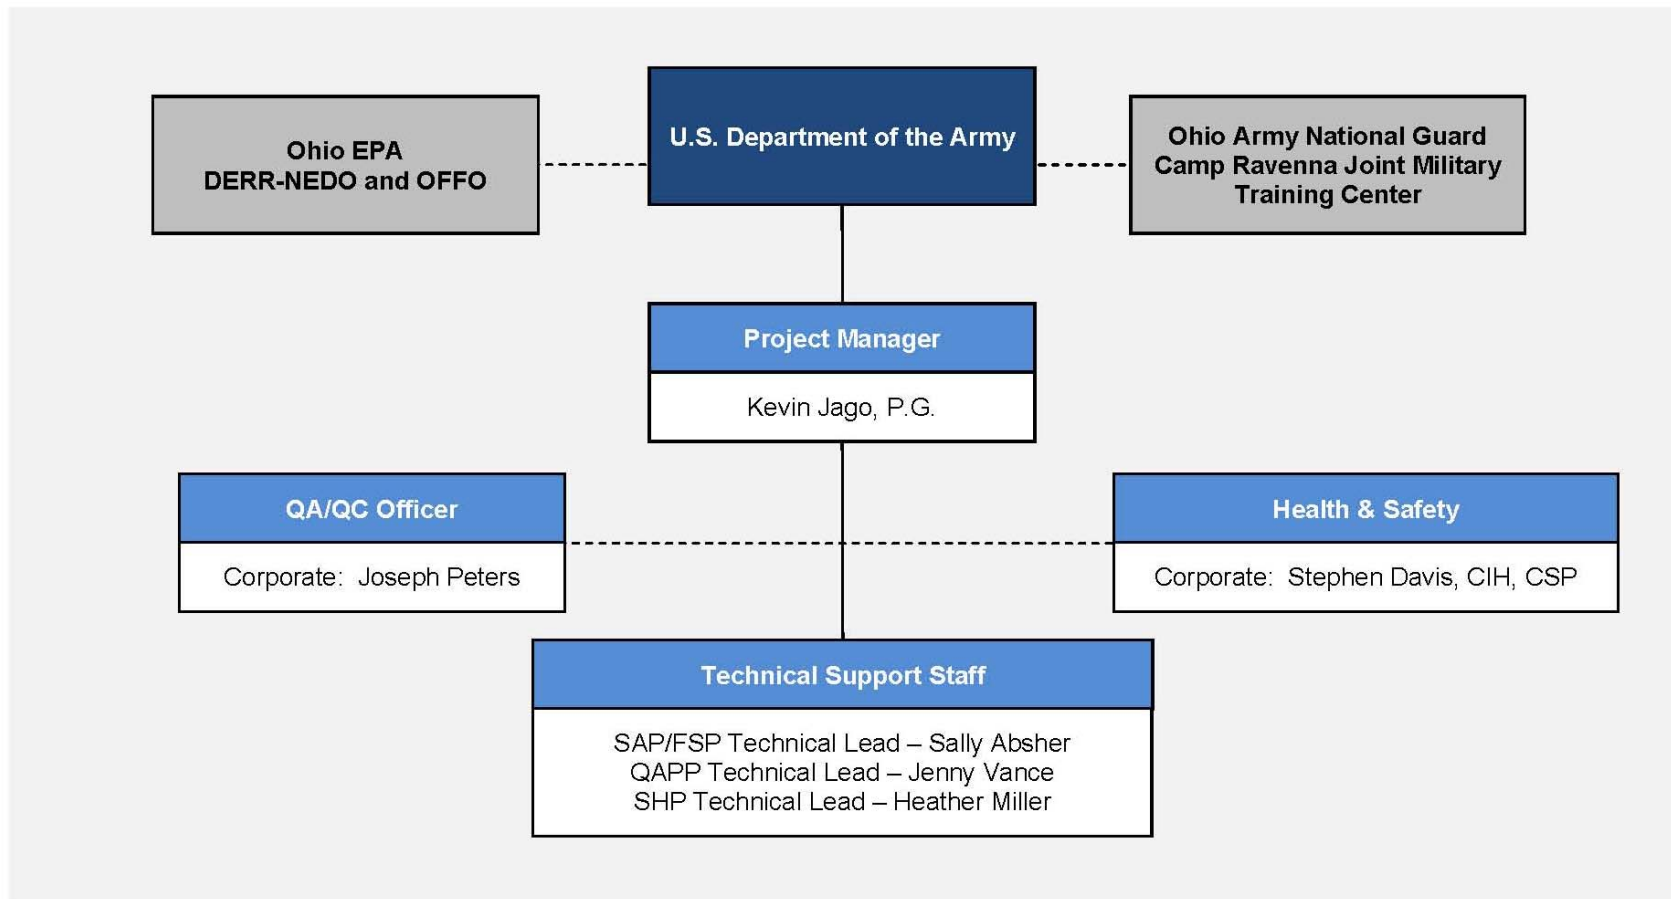 U.S. Department of the Army
Ohio EPA
DERR-NEDO and OFFO
Ohio Army National Guard
Camp Ravenna Joint Military
Training Center
Project Manager
Kevin Jago, P.G.
QA/QC Officer
Corporate:  Joseph Peters
Health & Safety
Corporate:  Stephen Davis, CIH, CSP
Technical Support Staff
SAP/FSP Technical Lead – Sally Absher
QAPP Technical Lead – Jenny Vance
SHP Technical Lead – Heather Miller